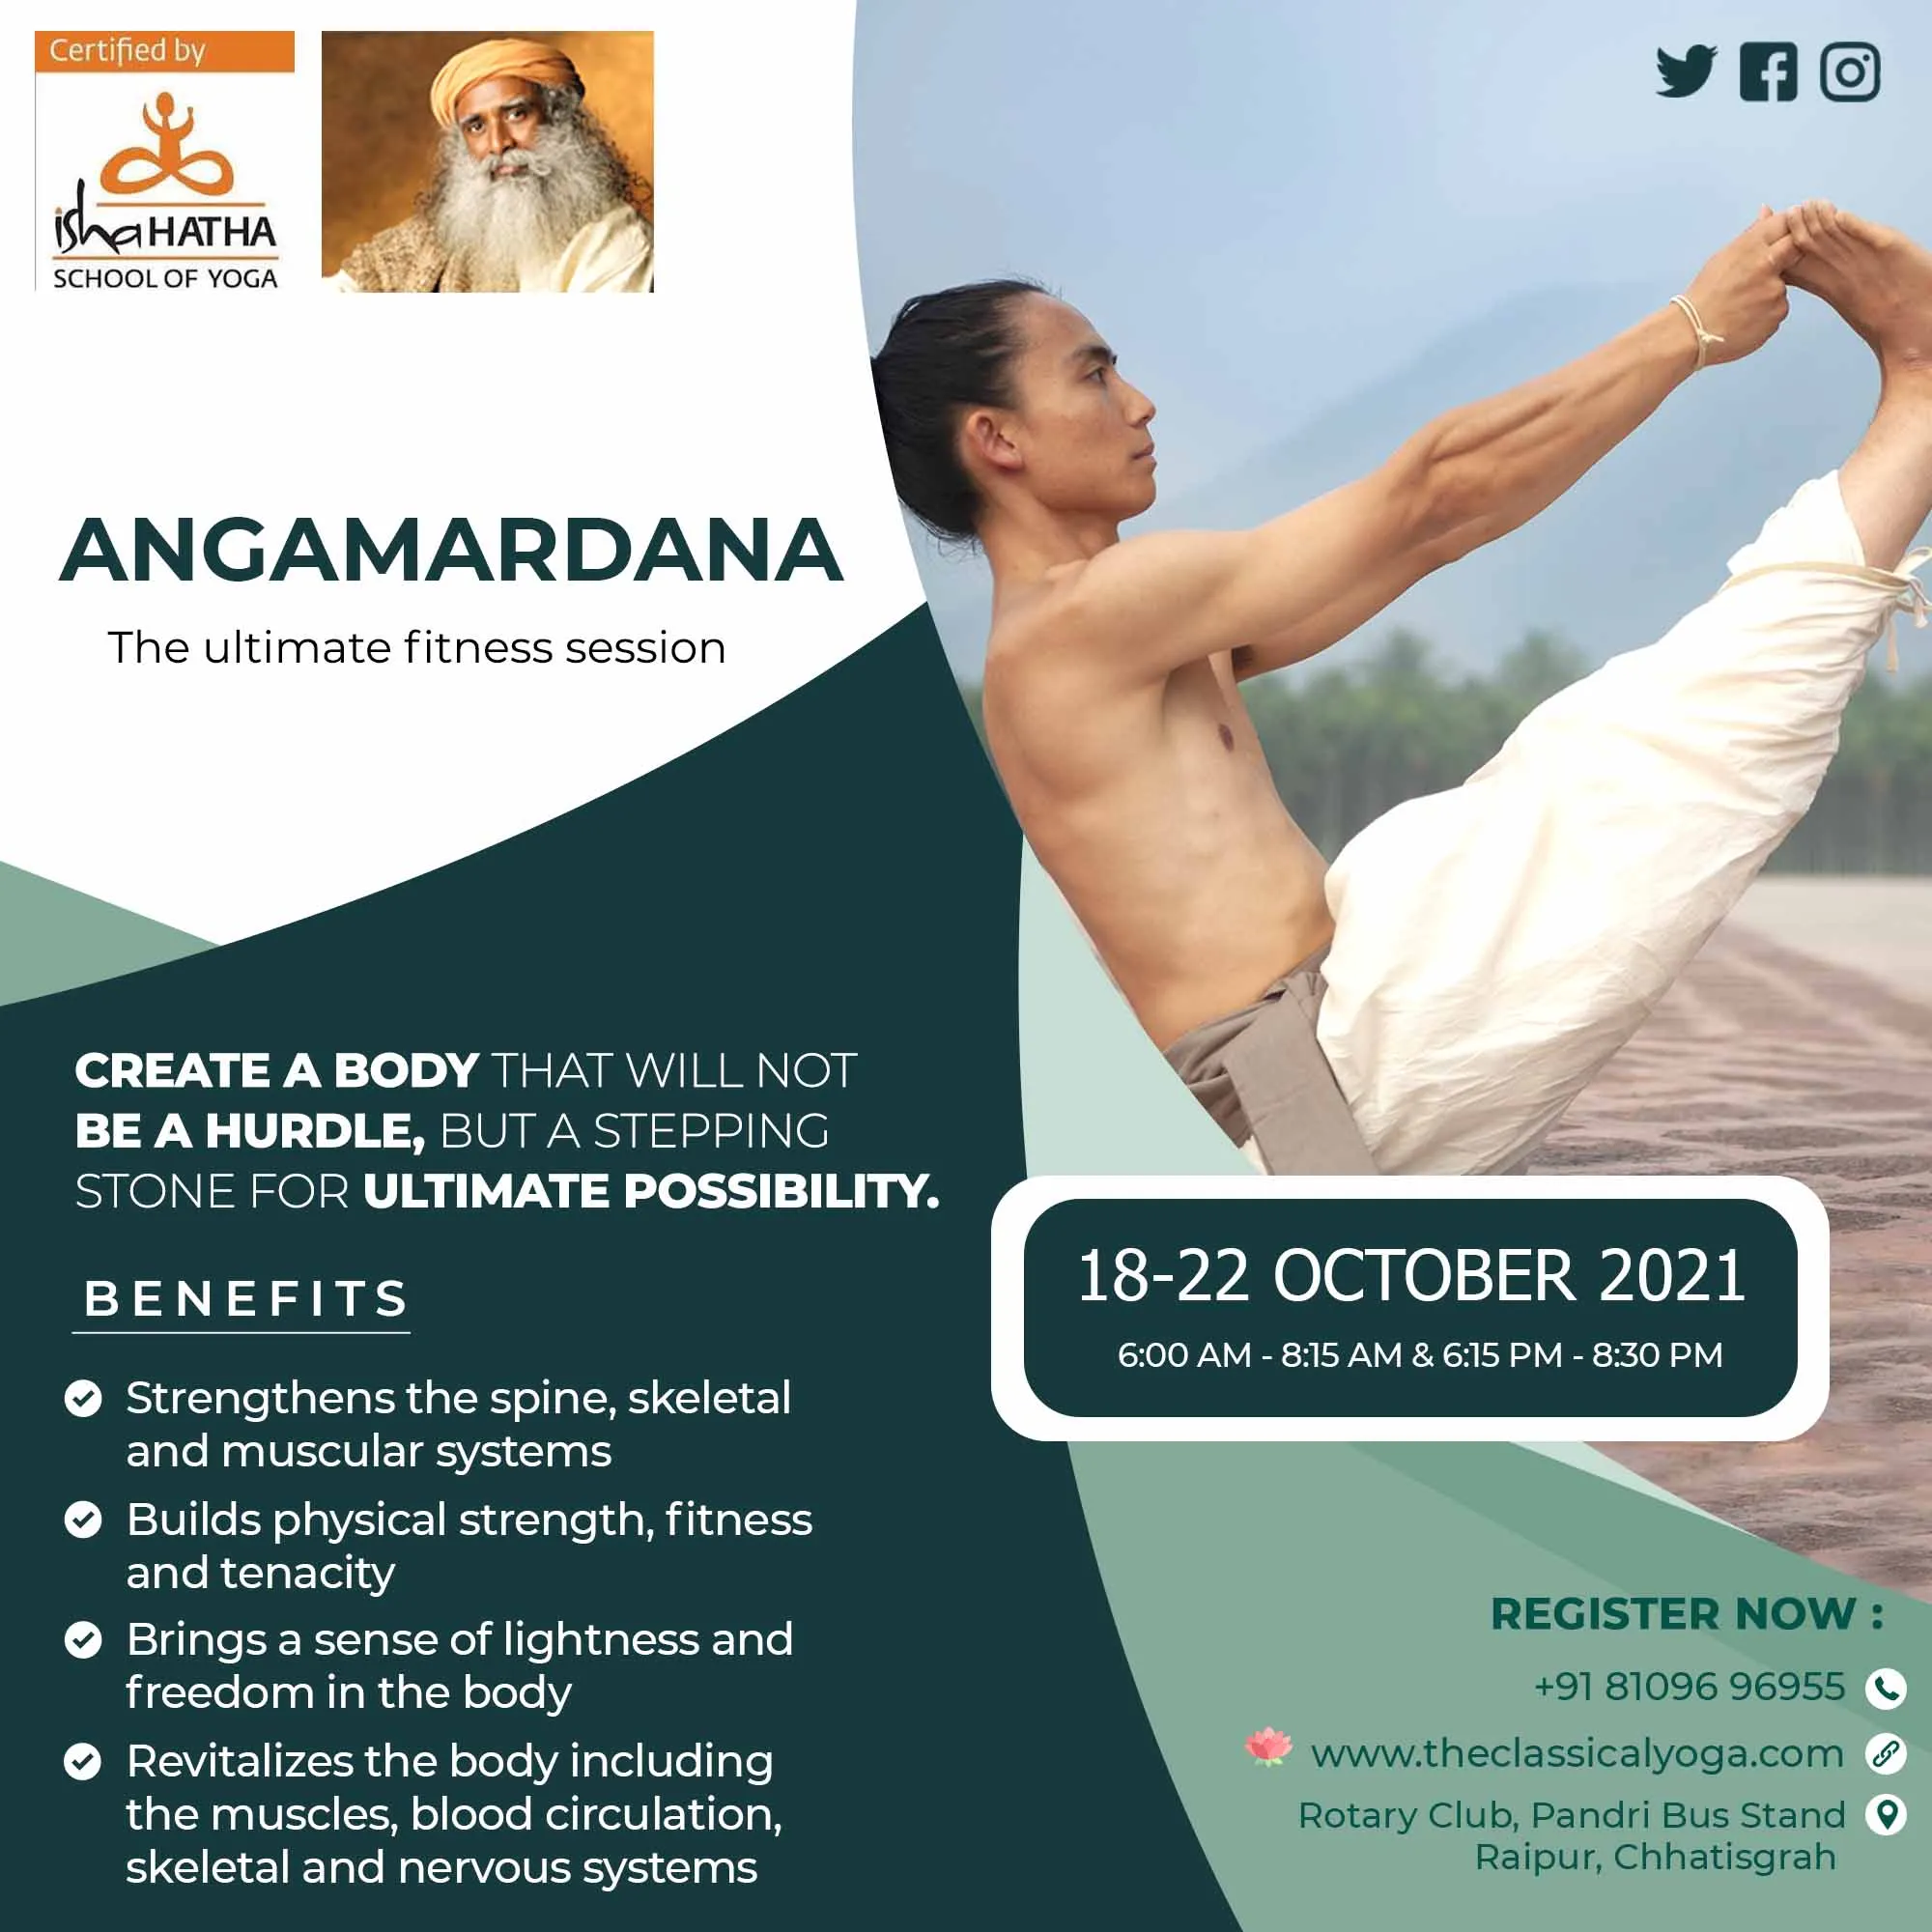 Certified by
isha HATHA
SCHOOL OF YOGA
ANGAMARDANA
The ultimate fitness session
CREATE A BODY THAT WILL NOT
BE A HURDLE, BUT A STEPPING
STONE FOR ULTIMATE POSSIBILITY.
BENEFITS
Strengthens the spine, skeletal
and muscular systems
Builds physical strength, fitness
and tenacity
Brings a sense of lightness and
freedom in the body
Revitalizes the body including
the muscles, blood circulation,
skeletal and nervous systems
18-22 OCTOBER 2021
6:00 AM - 8:15 AM & 6:15 PM - 8:30 PM
REGISTER NOW :
+91 81096 96955
www.theclassicalyoga.com
Rotary Club, Pandri Bus Stand
Raipur, Chhatisgrah